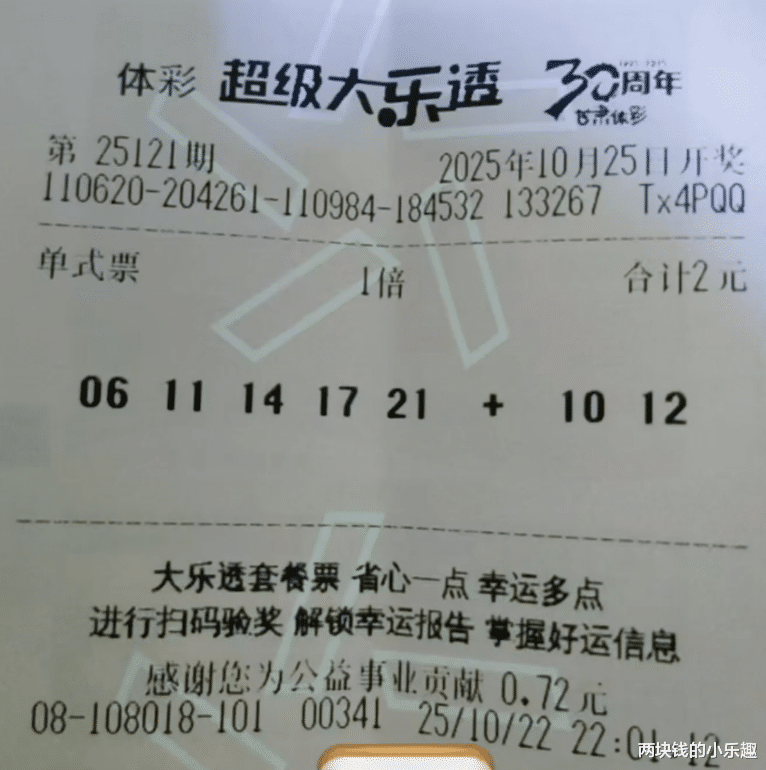 体彩 超级大乐透 30周年
甘肃体彩
第 25121期 2025年10月25日开奖
110620-204261-110984-184532 133267 Tx4PQQ
单式票 1倍 合计2元
06 11 14 17 21 + 10 12
大乐透套餐票 省心一点 幸运多点
进行扫码验奖 解锁幸运报告 掌握好运信息
感谢您为公益事业贡献 0.72元
08-108018-101 00341 25/10/22 22:01:12
两块钱的小乐趣